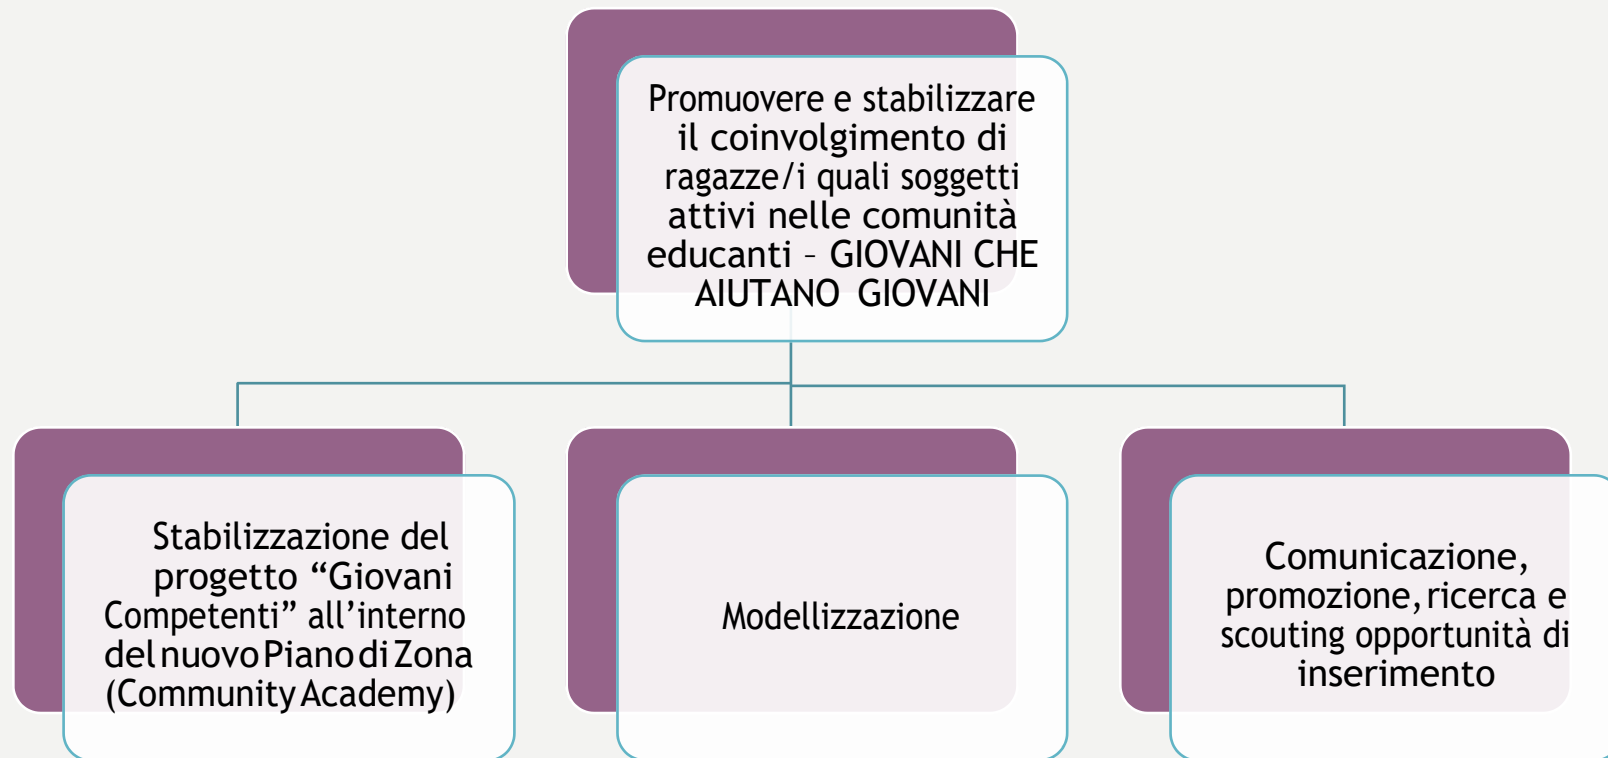 Promuovere e stabilizzare
il coinvolgimento di
ragazze/i quali soggetti
attivi nelle comunità
educanti – GIOVANI CHE
AIUTANO GIOVANI
Stabilizzazione del
progetto “Giovani
Competenti” all’interno
del nuovo Piano di Zona
(Community Academy)
Modellizzazione
Comunicazione,
promozione, ricerca e
scouting opportunità di
inserimento